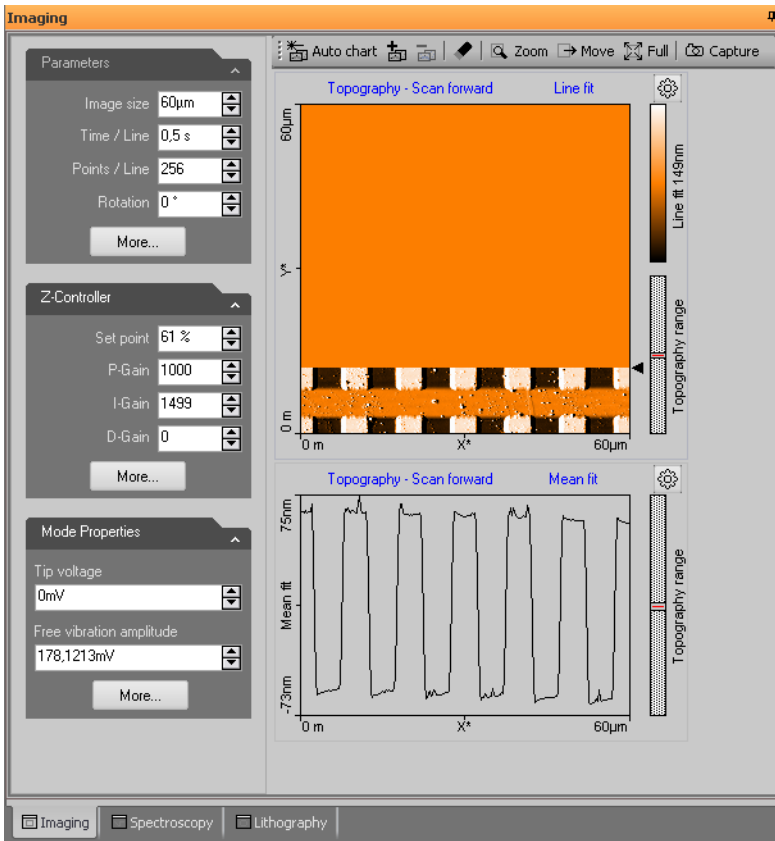 Imaging
Parameters
Image size 60µm
Time / Line 0,5 s
Points / Line 256
Rotation 0 °
More...
Z-Controller
Set point 61 %
P-Gain 1000
I-Gain 1499
D-Gain 0
More...
Mode Properties
Tip voltage
0mV
Free vibration amplitude
178,1213mV
More...
Auto chart Zoom Move Full Capture
Topography - Scan forward Line fit
60µm
Y*
0 m
0 m X* 60µm
Line fit 149nm
Topography range
Topography - Scan forward Mean fit
75nm
Mean fit
-73nm
0 m X* 60µm
Topography range
Imaging Spectroscopy Lithography